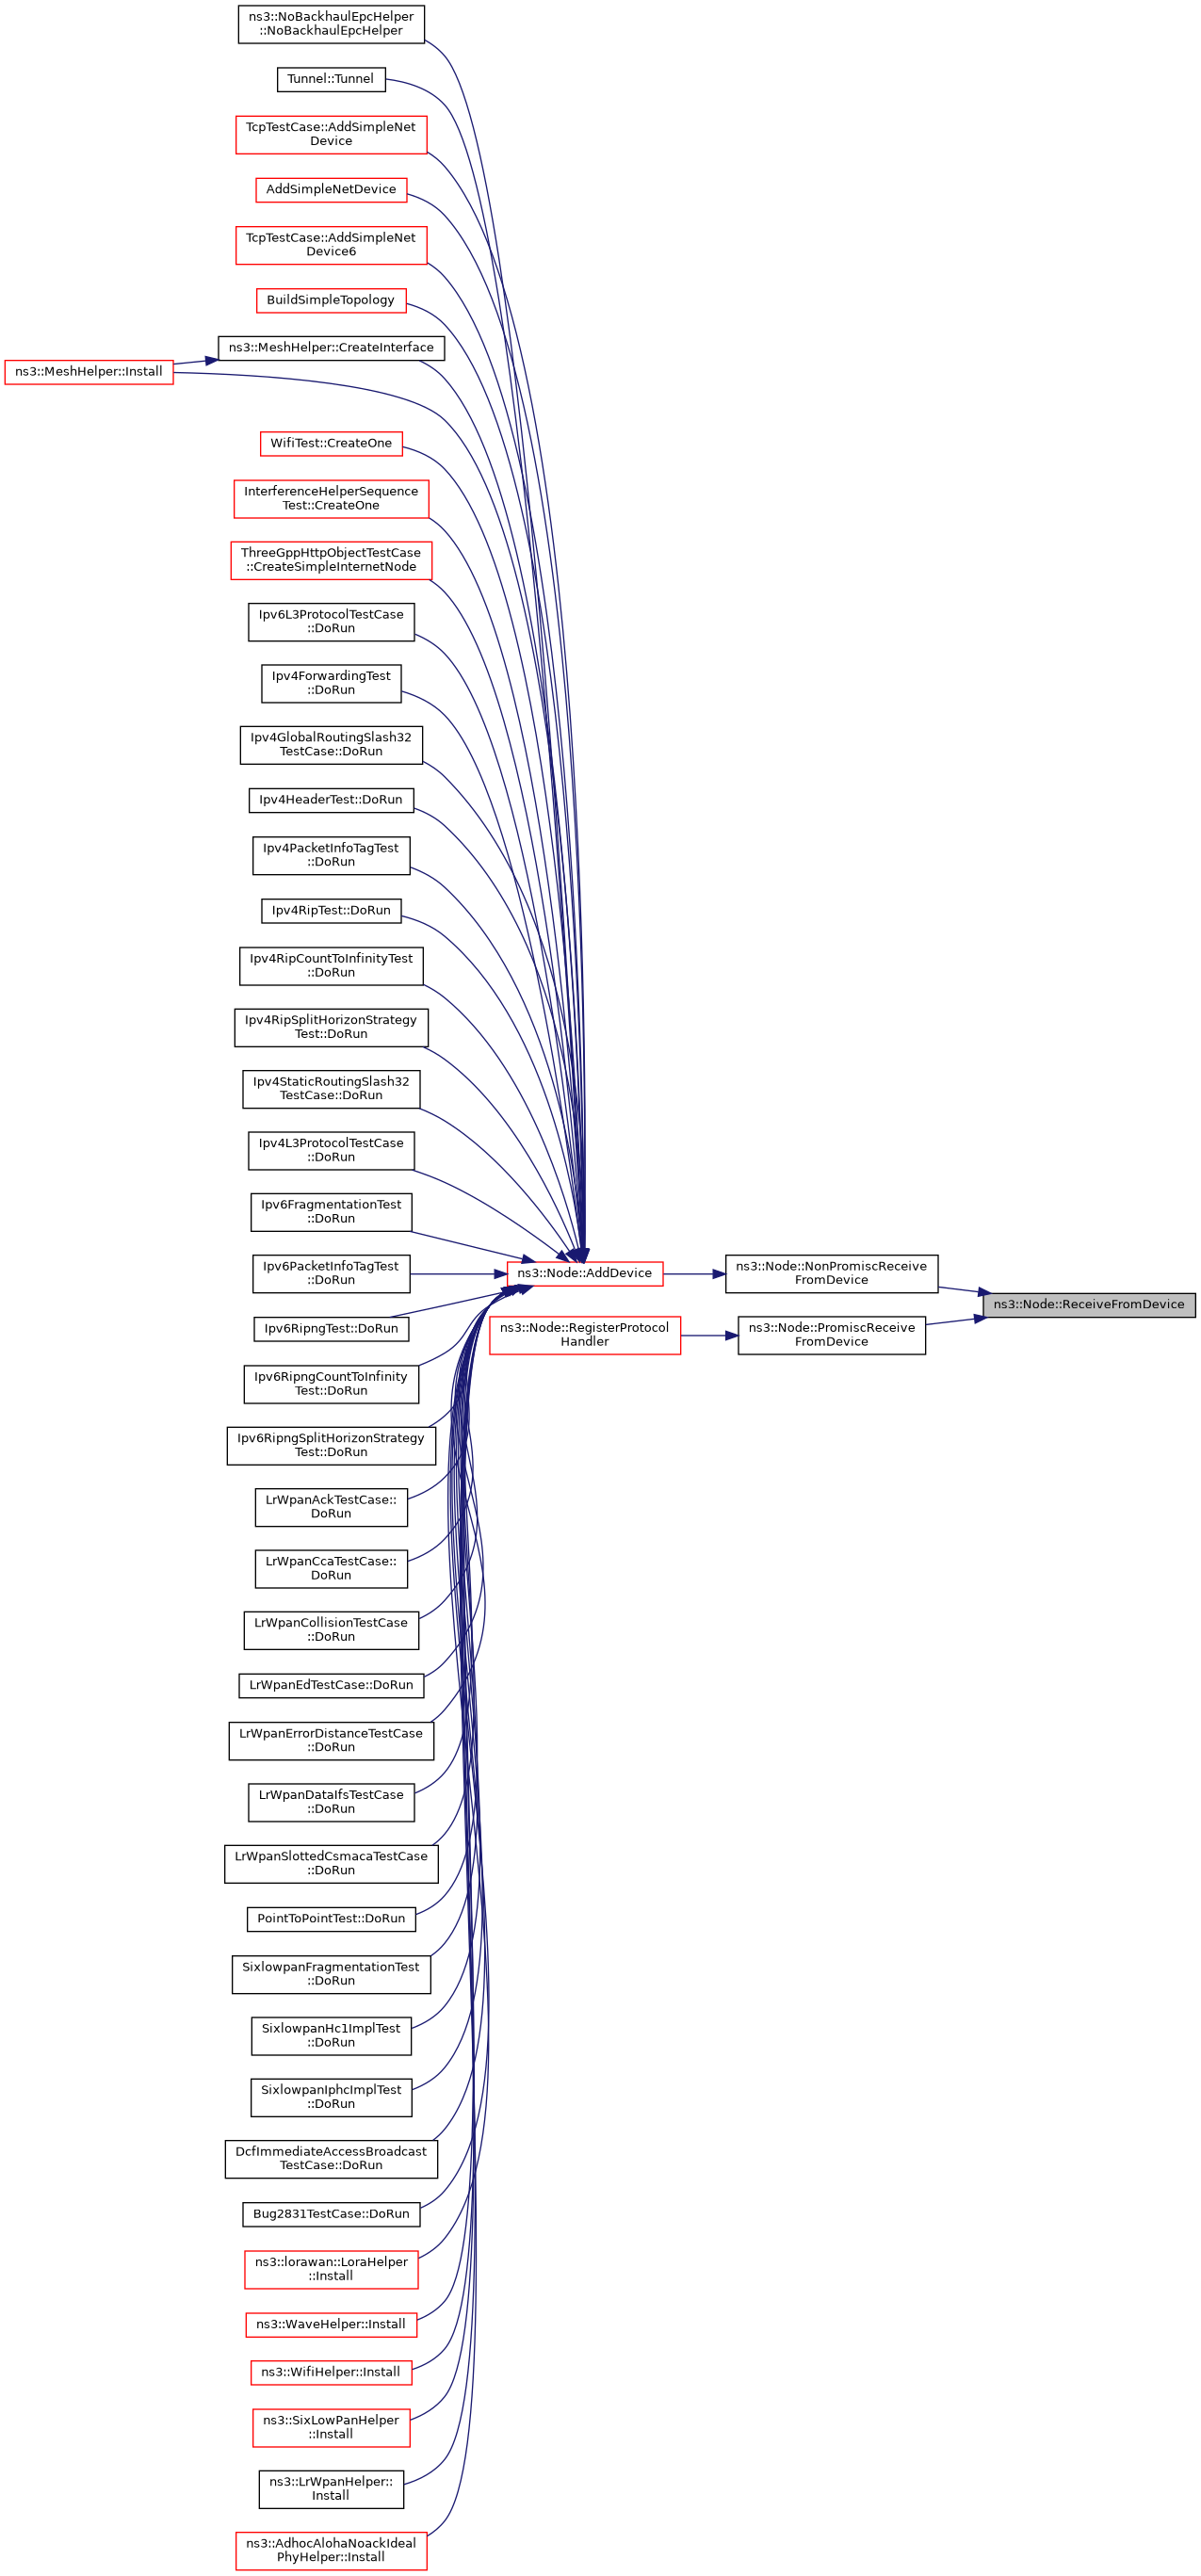 ns3::NoBackhaulEpcHelper
::NoBackhaulEpcHelper
Tunnel::Tunnel
TcpTestCase::AddSimpleNet
Device
AddSimpleNetDevice
TcpTestCase::AddSimpleNet
Device6
BuildSimpleTopology
ns3::MeshHelper::CreateInterface
ns3::MeshHelper::Install
WifiTest::CreateOne
InterferenceHelperSequence
Test::CreateOne
ThreeGppHttpObjectTestCase
::CreateSimpleInternetNode
Ipv6L3ProtocolTestCase
::DoRun
Ipv4ForwardingTest
::DoRun
Ipv4GlobalRoutingSlash32
TestCase::DoRun
Ipv4HeaderTest::DoRun
Ipv4PacketInfoTagTest
::DoRun
Ipv4RipTest::DoRun
Ipv4RipCountToInfinityTest
::DoRun
Ipv4RipSplitHorizonStrategy
Test::DoRun
Ipv4StaticRoutingSlash32
TestCase::DoRun
Ipv4L3ProtocolTestCase
::DoRun
Ipv6FragmentationTest
::DoRun
Ipv6PacketInfoTagTest
::DoRun
ns3::Node::AddDevice
ns3::Node::NonPromiscReceive
FromDevice
ns3::Node::ReceiveFromDevice
Ipv6RipngTest::DoRun
ns3::Node::RegisterProtocol
Handler
ns3::Node::PromiscReceive
FromDevice
Ipv6RipngCountToInfinity
Test::DoRun
Ipv6RipngSplitHorizonStrategy
Test::DoRun
LrWpanAckTestCase::
DoRun
LrWpanCcaTestCase::
DoRun
LrWpanCollisionTestCase
::DoRun
LrWpanEdTestCase::DoRun
LrWpanErrorDistanceTestCase
::DoRun
LrWpanDataIfsTestCase
::DoRun
LrWpanSlottedCsmacaTestCase
::DoRun
PointToPointTest::DoRun
SixlowpanFragmentationTest
::DoRun
SixlowpanHc1ImplTest
::DoRun
SixlowpanIphcImplTest
::DoRun
DcfImmediateAccessBroadcast
TestCase::DoRun
Bug2831TestCase::DoRun
ns3::lorawan::LoraHelper
::Install
ns3::WaveHelper::Install
ns3::WifiHelper::Install
ns3::SixLowPanHelper
::Install
ns3::LrWpanHelper::
Install
ns3::AdhocAlohaNoackIdeal
PhyHelper::Install